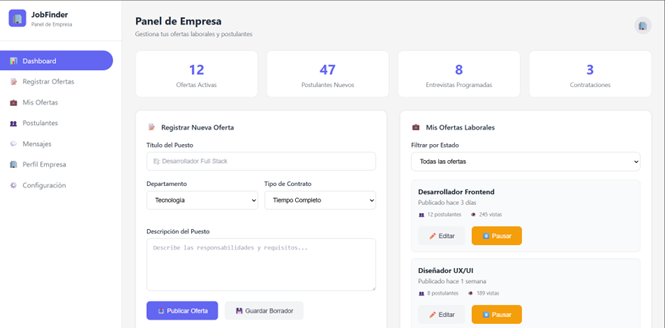 JobFinder
Panel de Empresa
Dashboard
Registrar Ofertas
Mis Ofertas
Postulantes
Mensajes
Perfil Empresa
Configuración
Panel de Empresa
Gestiona tus ofertas laborales y postulantes
12
Ofertas Activas
47
Postulantes Nuevos
8
Entrevistas Programadas
3
Contrataciones
Registrar Nueva Oferta
Título del Puesto
Ej: Desarrollador Full Stack
Departamento
Tecnología
Tipo de Contrato
Tiempo Completo
Descripción del Puesto
Describe las responsabilidades y requisitos...
Publicar Oferta
Guardar Borrador
Mis Ofertas Laborales
Filtrar por Estado
Todas las ofertas
Desarrollador Frontend
Publicado hace 3 días
12 postulantes 245 vistas
Editar
Pausar
Diseñador UX/UI
Publicado hace 1 semana
8 postulantes 189 vistas
Editar
Pausar